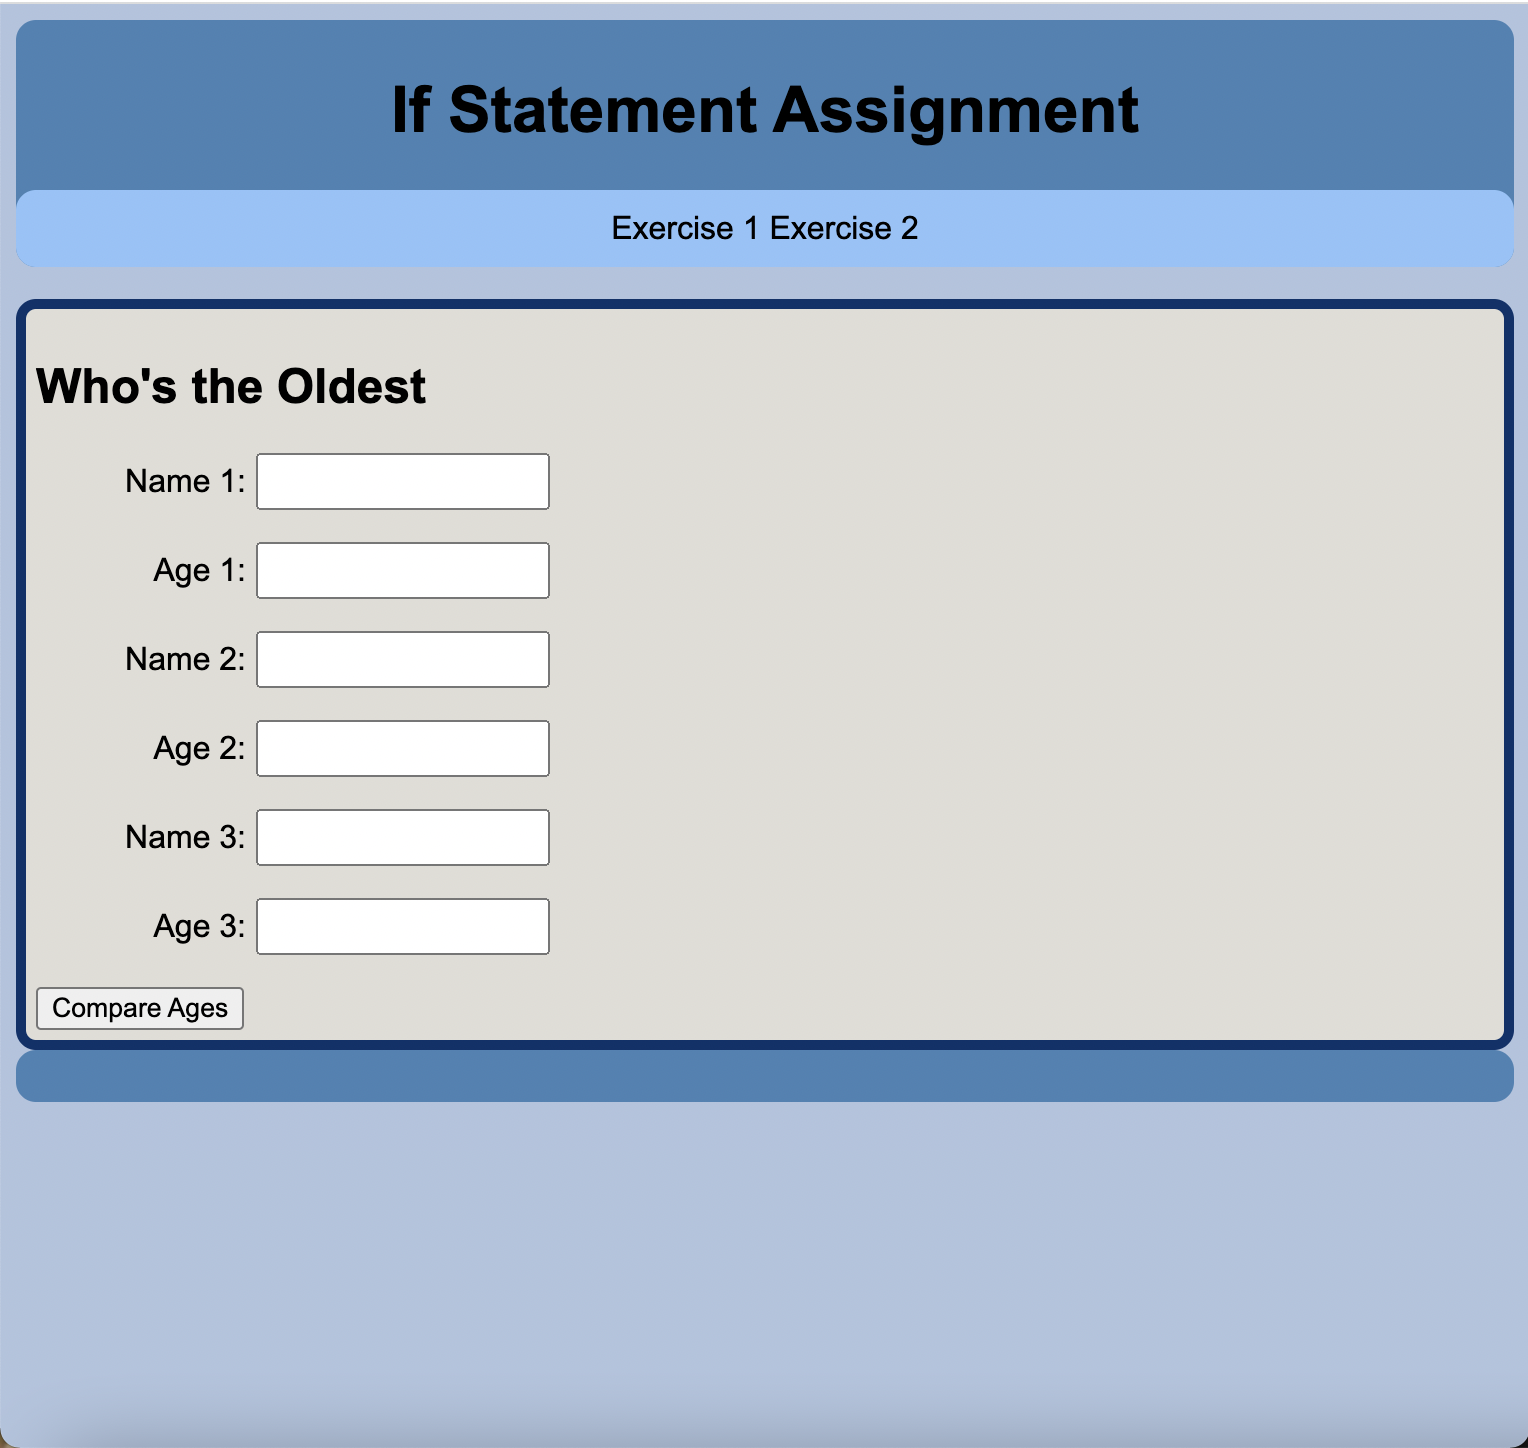 If Statement Assignment
Exercise 1 Exercise 2
Who's the Oldest
Name 1:
Age 1:
Name 2:
Age 2:
Name 3:
Age 3:
Compare Ages